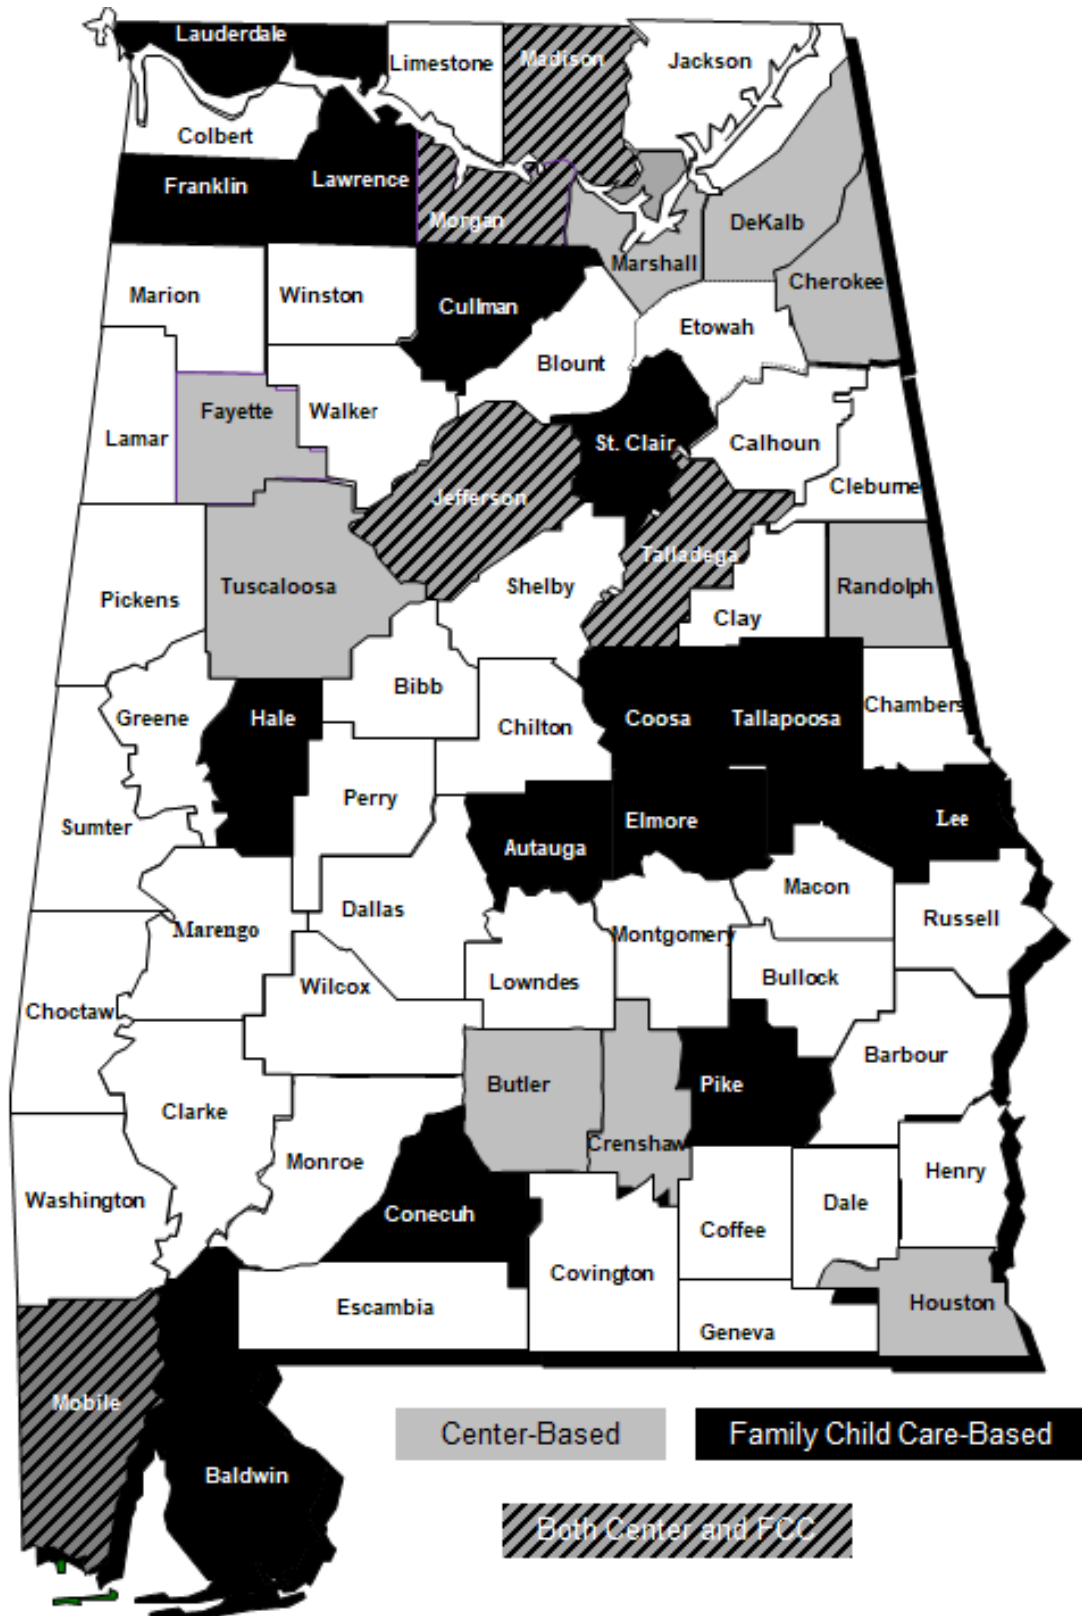 Lauderdale
Limestone
Madison
Jackson
Colbert
Franklin
Lawrence
Morgan
DeKalb
Marshall
Cherokee
Marion
Winston
Cullman
Etowah
Blount
Fayette
Walker
Lamar
St. Clair
Calhoun
Cleburne
Jefferson
Talladega
Tuscaloosa
Shelby
Randolph
Pickens
Clay
Bibb
Greene
Hale
Chilton
Coosa
Tallapoosa
Chambers
Perry
Sumter
Autauga
Elmore
Lee
Macon
Dallas
Marengo
Montgomery
Russell
Wilcox
Lowndes
Bullock
Choctaw
Barbour
Butler
Pike
Clarke
Crenshaw
Monroe
Henry
Washington
Conecuh
Coffee
Dale
Covington
Escambia
Houston
Geneva
Mobile
Baldwin
Center-Based
Family Child Care-Based
Both Center and FCC